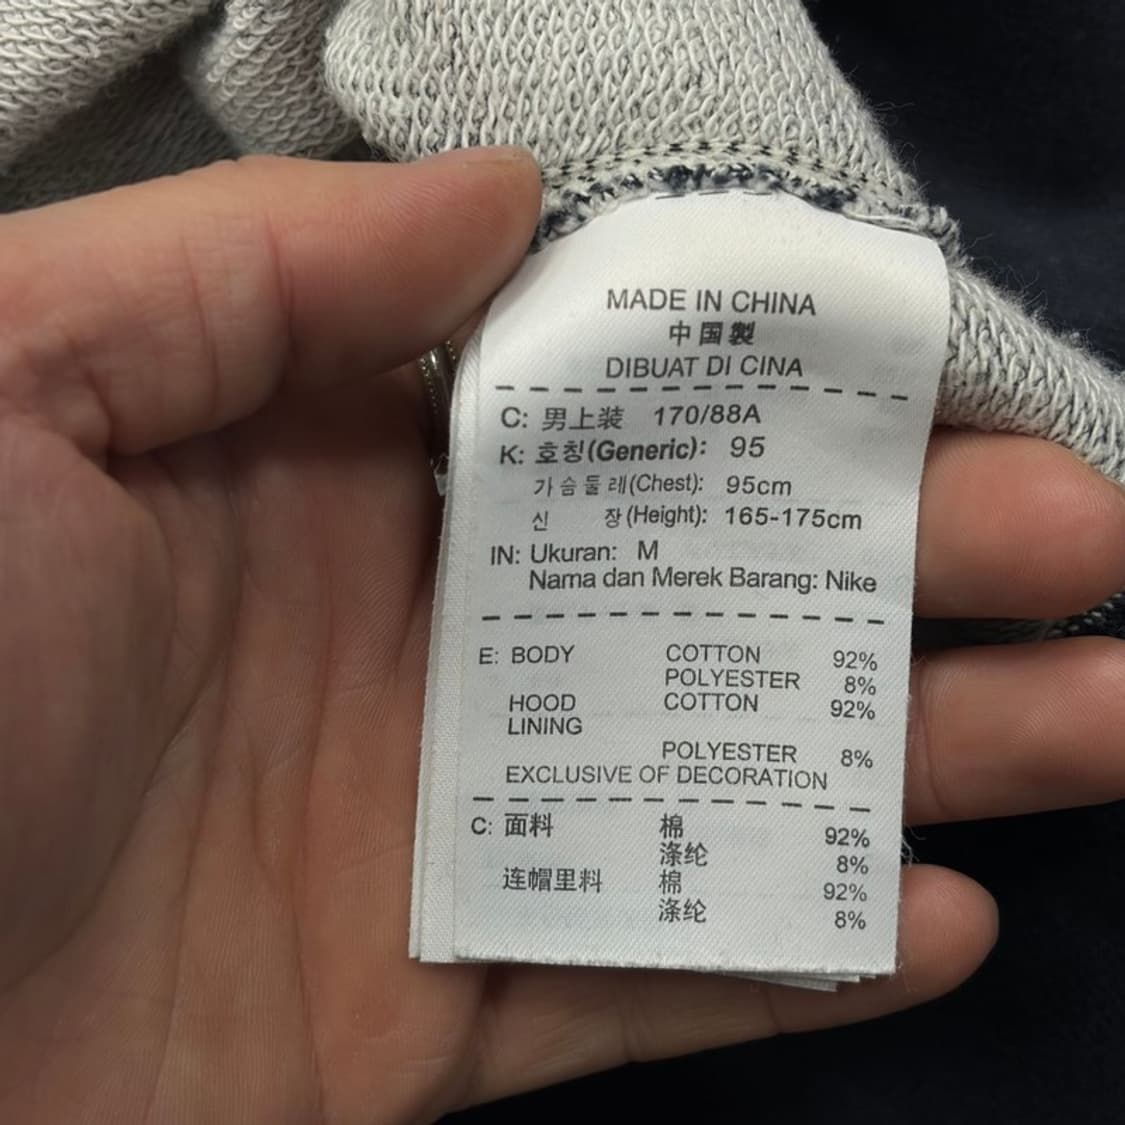 MADE IN CHINA
中国製
DIBUAT DI CINA
C: 男上装 170/88A
K: 호칭(Generic): 95
가슴둘레(Chest): 95cm
신 장(Height): 165-175cm
IN: Ukuran: M
Nama dan Merek Barang: Nike
E: BODY COTTON 92%
POLYESTER 8%
HOOD COTTON 92%
LINING
POLYESTER 8%
EXCLUSIVE OF DECORATION
C: 面料 棉 92%
涤纶 8%
连帽里料 棉 92%
涤纶 8%